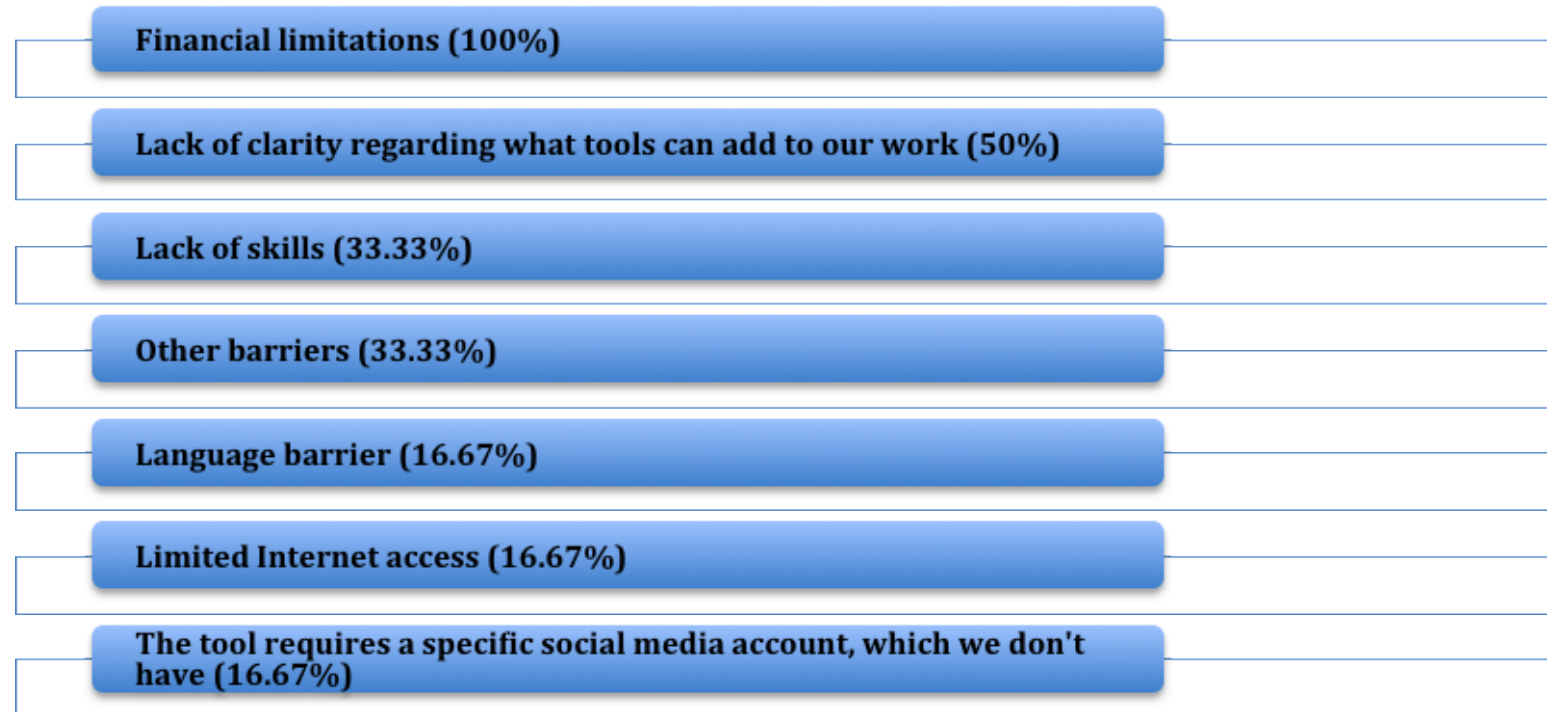 Financial limitations (100%)
Lack of clarity regarding what tools can add to our work (50%)
Lack of skills (33.33%)
Other barriers (33.33%)
Language barrier (16.67%)
Limited Internet access (16.67%)
The tool requires a specific social media account, which we don't
have (16.67%)